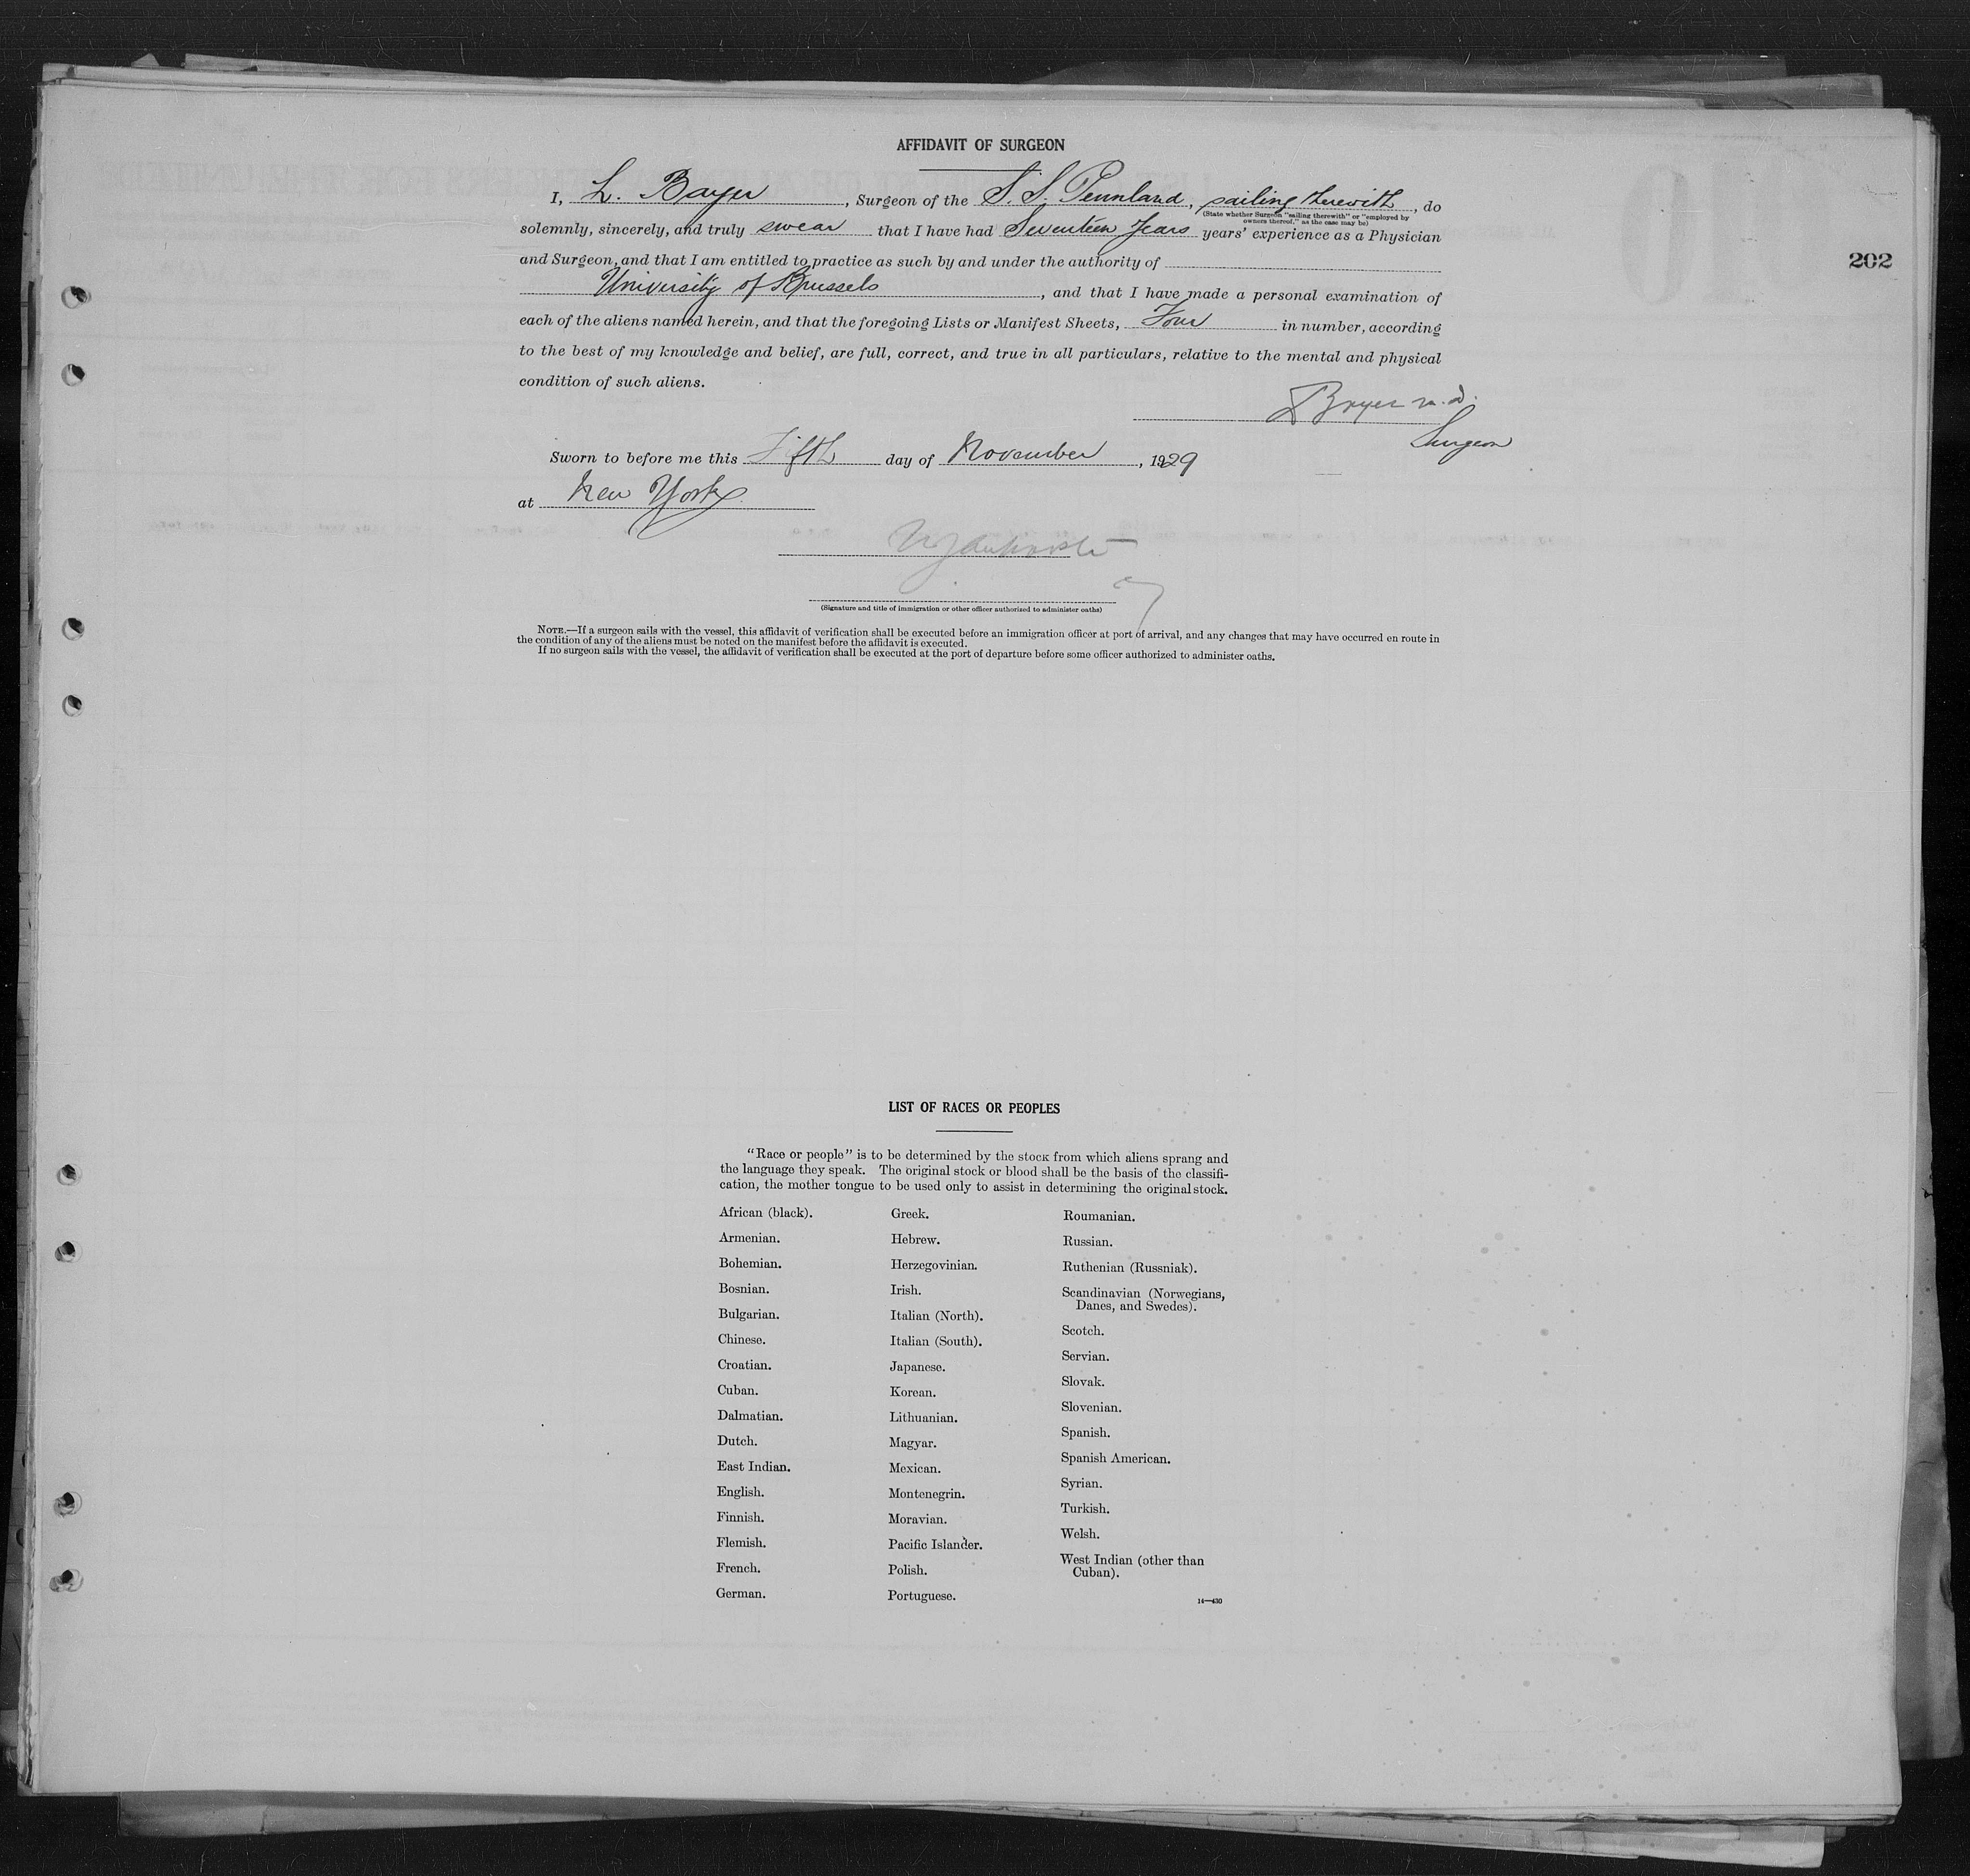 AFFIDAVIT OF SURGEON
I, L. Bayer, Surgeon of the S. S. Pennland, sailing therewith, do
(State whether Surgeon "sailing therewith" or "employed by
owners thereof," as the case may be)
solemnly, sincerely, and truly swear that I have had Seventeen Years years' experience as a Physician
202
and Surgeon, and that I am entitled to practice as such by and under the authority of
University of Brussels, and that I have made a personal examination of
each of the aliens named herein, and that the foregoing Lists or Manifest Sheets, Four in number, according
to the best of my knowledge and belief, are full, correct, and true in all particulars, relative to the mental and physical
condition of such aliens.
LBayer M.D.
Surgeon
Sworn to before me this Fifth day of November, 1929
at New York
(Signature and title of immigration or other officer authorized to administer oaths)
NOTE.—If a surgeon sails with the vessel, this affidavit of verification shall be executed before an immigration officer at port of arrival, and any changes that may have occurred en route in
the condition of any of the aliens must be noted on the manifest before the affidavit is executed.
If no surgeon sails with the vessel, the affidavit of verification shall be executed at the port of departure before some officer authorized to administer oaths.
LIST OF RACES OR PEOPLES
"Race or people" is to be determined by the stock from which aliens sprang and
the language they speak. The original stock or blood shall be the basis of the classifi-
cation, the mother tongue to be used only to assist in determining the original stock.
African (black).
Armenian.
Bohemian.
Bosnian.
Bulgarian.
Chinese.
Croatian.
Cuban.
Dalmatian.
Dutch.
East Indian.
English.
Finnish.
Flemish.
French.
German.
Greek.
Hebrew.
Herzegovinian.
Irish.
Italian (North).
Italian (South).
Japanese.
Korean.
Lithuanian.
Magyar.
Mexican.
Montenegrin.
Moravian.
Pacific Islander.
Polish.
Portuguese.
Roumanian.
Russian.
Ruthenian (Russniak).
Scandinavian (Norwegians,
Danes, and Swedes).
Scotch.
Servian.
Slovak.
Slovenian.
Spanish.
Spanish American.
Syrian.
Turkish.
Welsh.
West Indian (other than
Cuban).
14—430